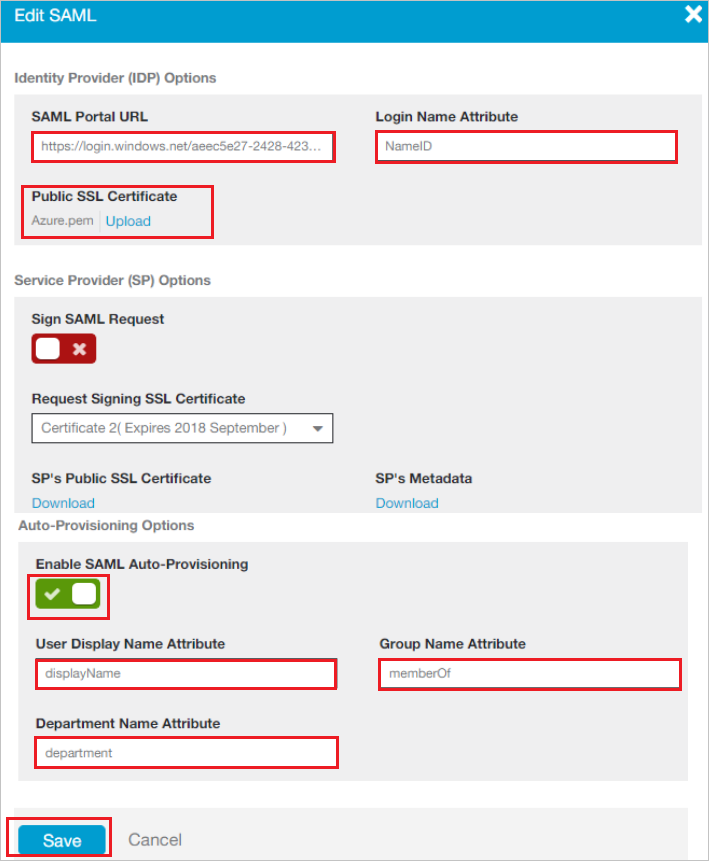 Edit SAML
Identity Provider (IDP) Options
SAML Portal URL
Login Name Attribute
https://login.windows.net/aeec5e27-2428-423...
NameID
Public SSL Certificate
Azure.pem Upload
Service Provider (SP) Options
Sign SAML Request
Request Signing SSL Certificate
Certificate 2( Expires 2018 September )
SP's Public SSL Certificate
SP's Metadata
Download
Download
Auto-Provisioning Options
Enable SAML Auto-Provisioning
User Display Name Attribute
Group Name Attribute
displayName
memberOf
Department Name Attribute
department
Save
Cancel